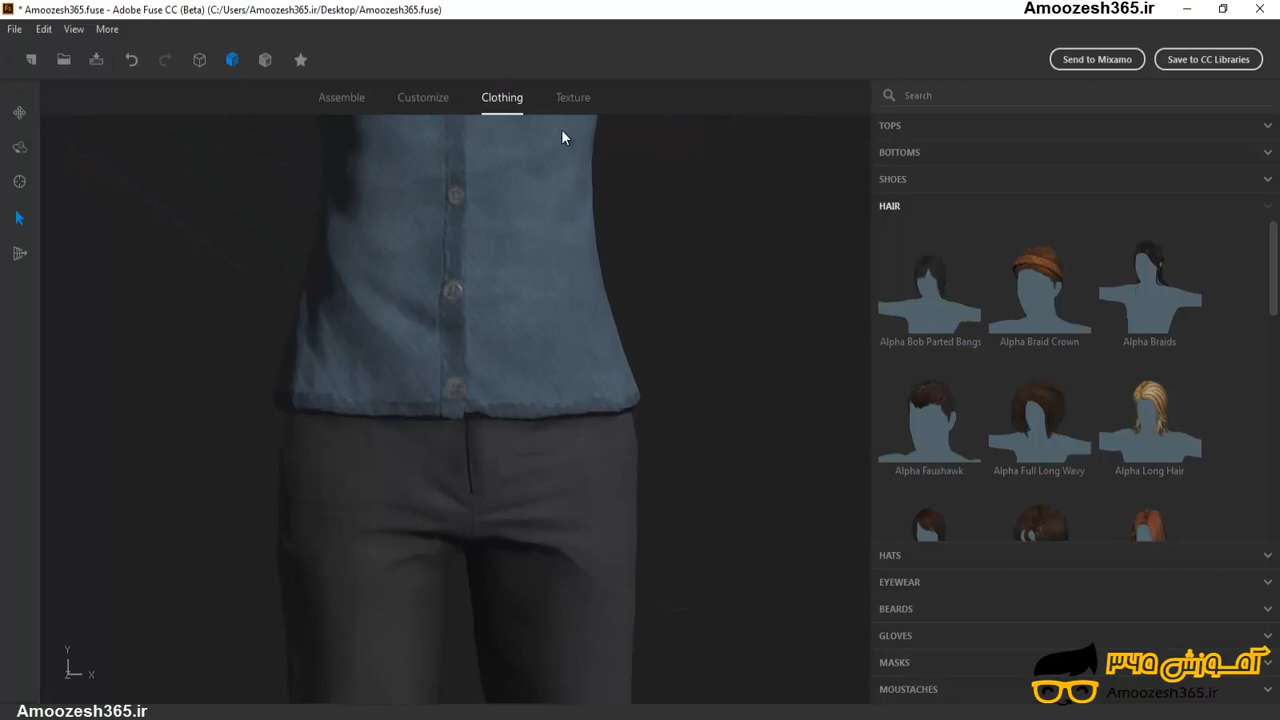 * Amoozesh365.fuse - Adobe Fuse CC (Beta) (C:/Users/Amoozesh365.ir/Desktop/Amoozesh365.fuse)
Amoozesh365.ir
File Edit View More
Send to Mixamo
Save to CC Libraries
Assemble Customize Clothing Texture
Search
TOPS
BOTTOMS
SHOES
HAIR
Alpha Bob Parted Bangs Alpha Braid Crown Alpha Braids
Alpha Fauxhawk Alpha Full Long Wavy Alpha Long Hair
HATS
EYEWEAR
BEARDS
GLOVES
MASKS
MOUSTACHES
Y
Z X
آمـوزش ۳۶۵
Amoozesh365.ir
Amoozesh365.ir